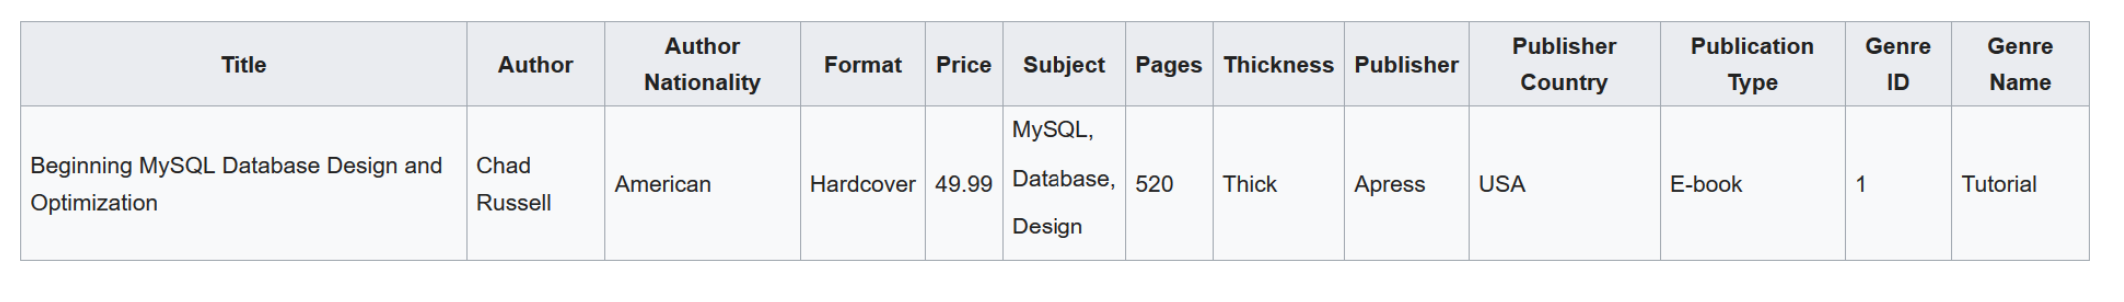 Title Author Author Nationality Format Price Subject Pages Thickness Publisher Publisher Country Publication Type Genre ID Genre Name
Beginning MySQL Database Design and Optimization Chad Russell American Hardcover 49.99 MySQL, Database, Design 520 Thick Apress USA E-book 1 Tutorial